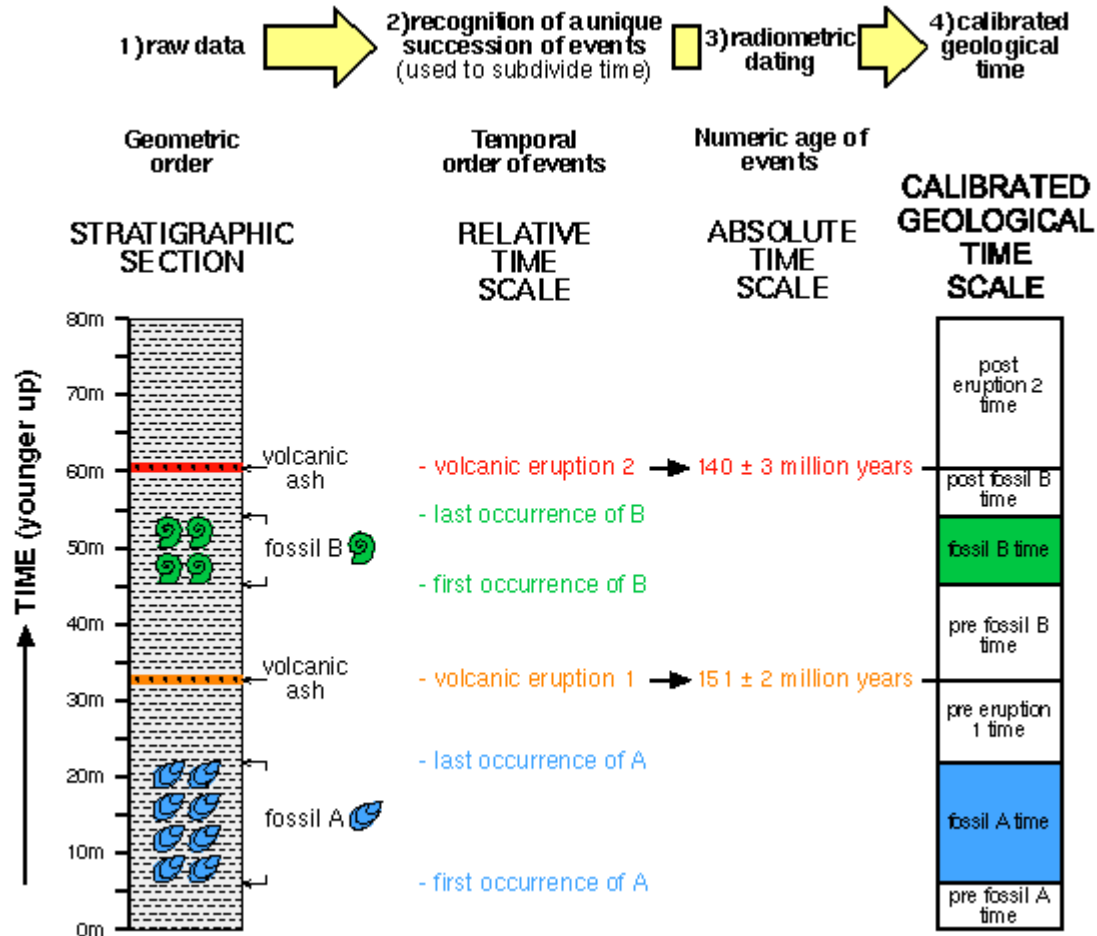 1) raw data
2) recognition of a unique
succession of events
(used to subdivide time)
3) radiometric
dating
4) calibrated
geological
time
Geometric
order
Temporal
order of events
Numeric age of
events
STRATIGRAPHIC
SECTION
RELATIVE
TIME
SCALE
ABSOLUTE
TIME
SCALE
CALIBRATED
GEOLOGICAL
TIME
SCALE
TIME (younger up)
80m
70m
60m
50m
40m
30m
20m
10m
0m
volcanic
ash
fossil B
volcanic
ash
fossil A
- volcanic eruption 2
- last occurrence of B
- first occurrence of B
- volcanic eruption 1
- last occurrence of A
- first occurrence of A
140 ± 3 million years
151 ± 2 million years
post
eruption 2
time
post fossil B
time
fossil B time
pre fossil B
time
pre eruption
1 time
fossil A time
pre fossil A
time